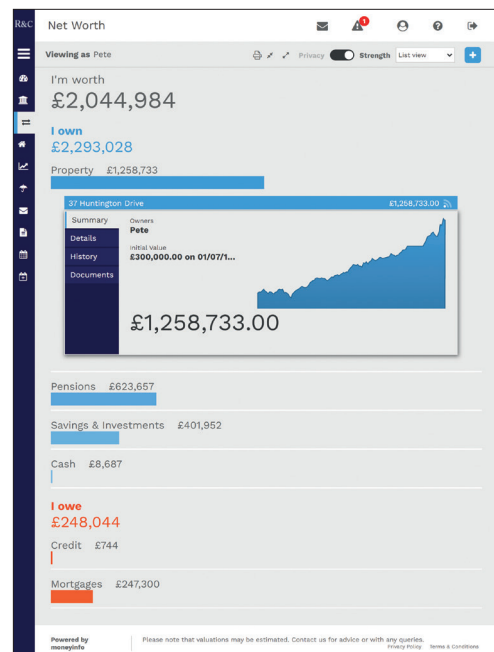 R&C
Net Worth
1
Viewing as Pete
Privacy
Strength
List view
+
I'm worth
£2,044,984
I own
£2,293,028
Property £1,258,733
37 Huntington Drive
£1,258,733.00
Summary
Details
History
Documents
Owners
Pete
Initial Value
£300,000.00 on 01/07/1...
£1,258,733.00
Pensions £623,657
Savings & Investments £401,952
Cash £8,687
I owe
£248,044
Credit £744
Mortgages £247,300
Powered by
moneyinfo
Please note that valuations may be estimated. Contact us for advice or with any queries.
Privacy Policy Terms & Conditions